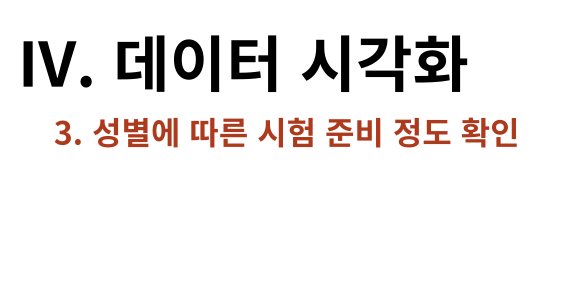 IV. 데이터 시각화
3. 성별에 따른 시험 준비 정도 확인